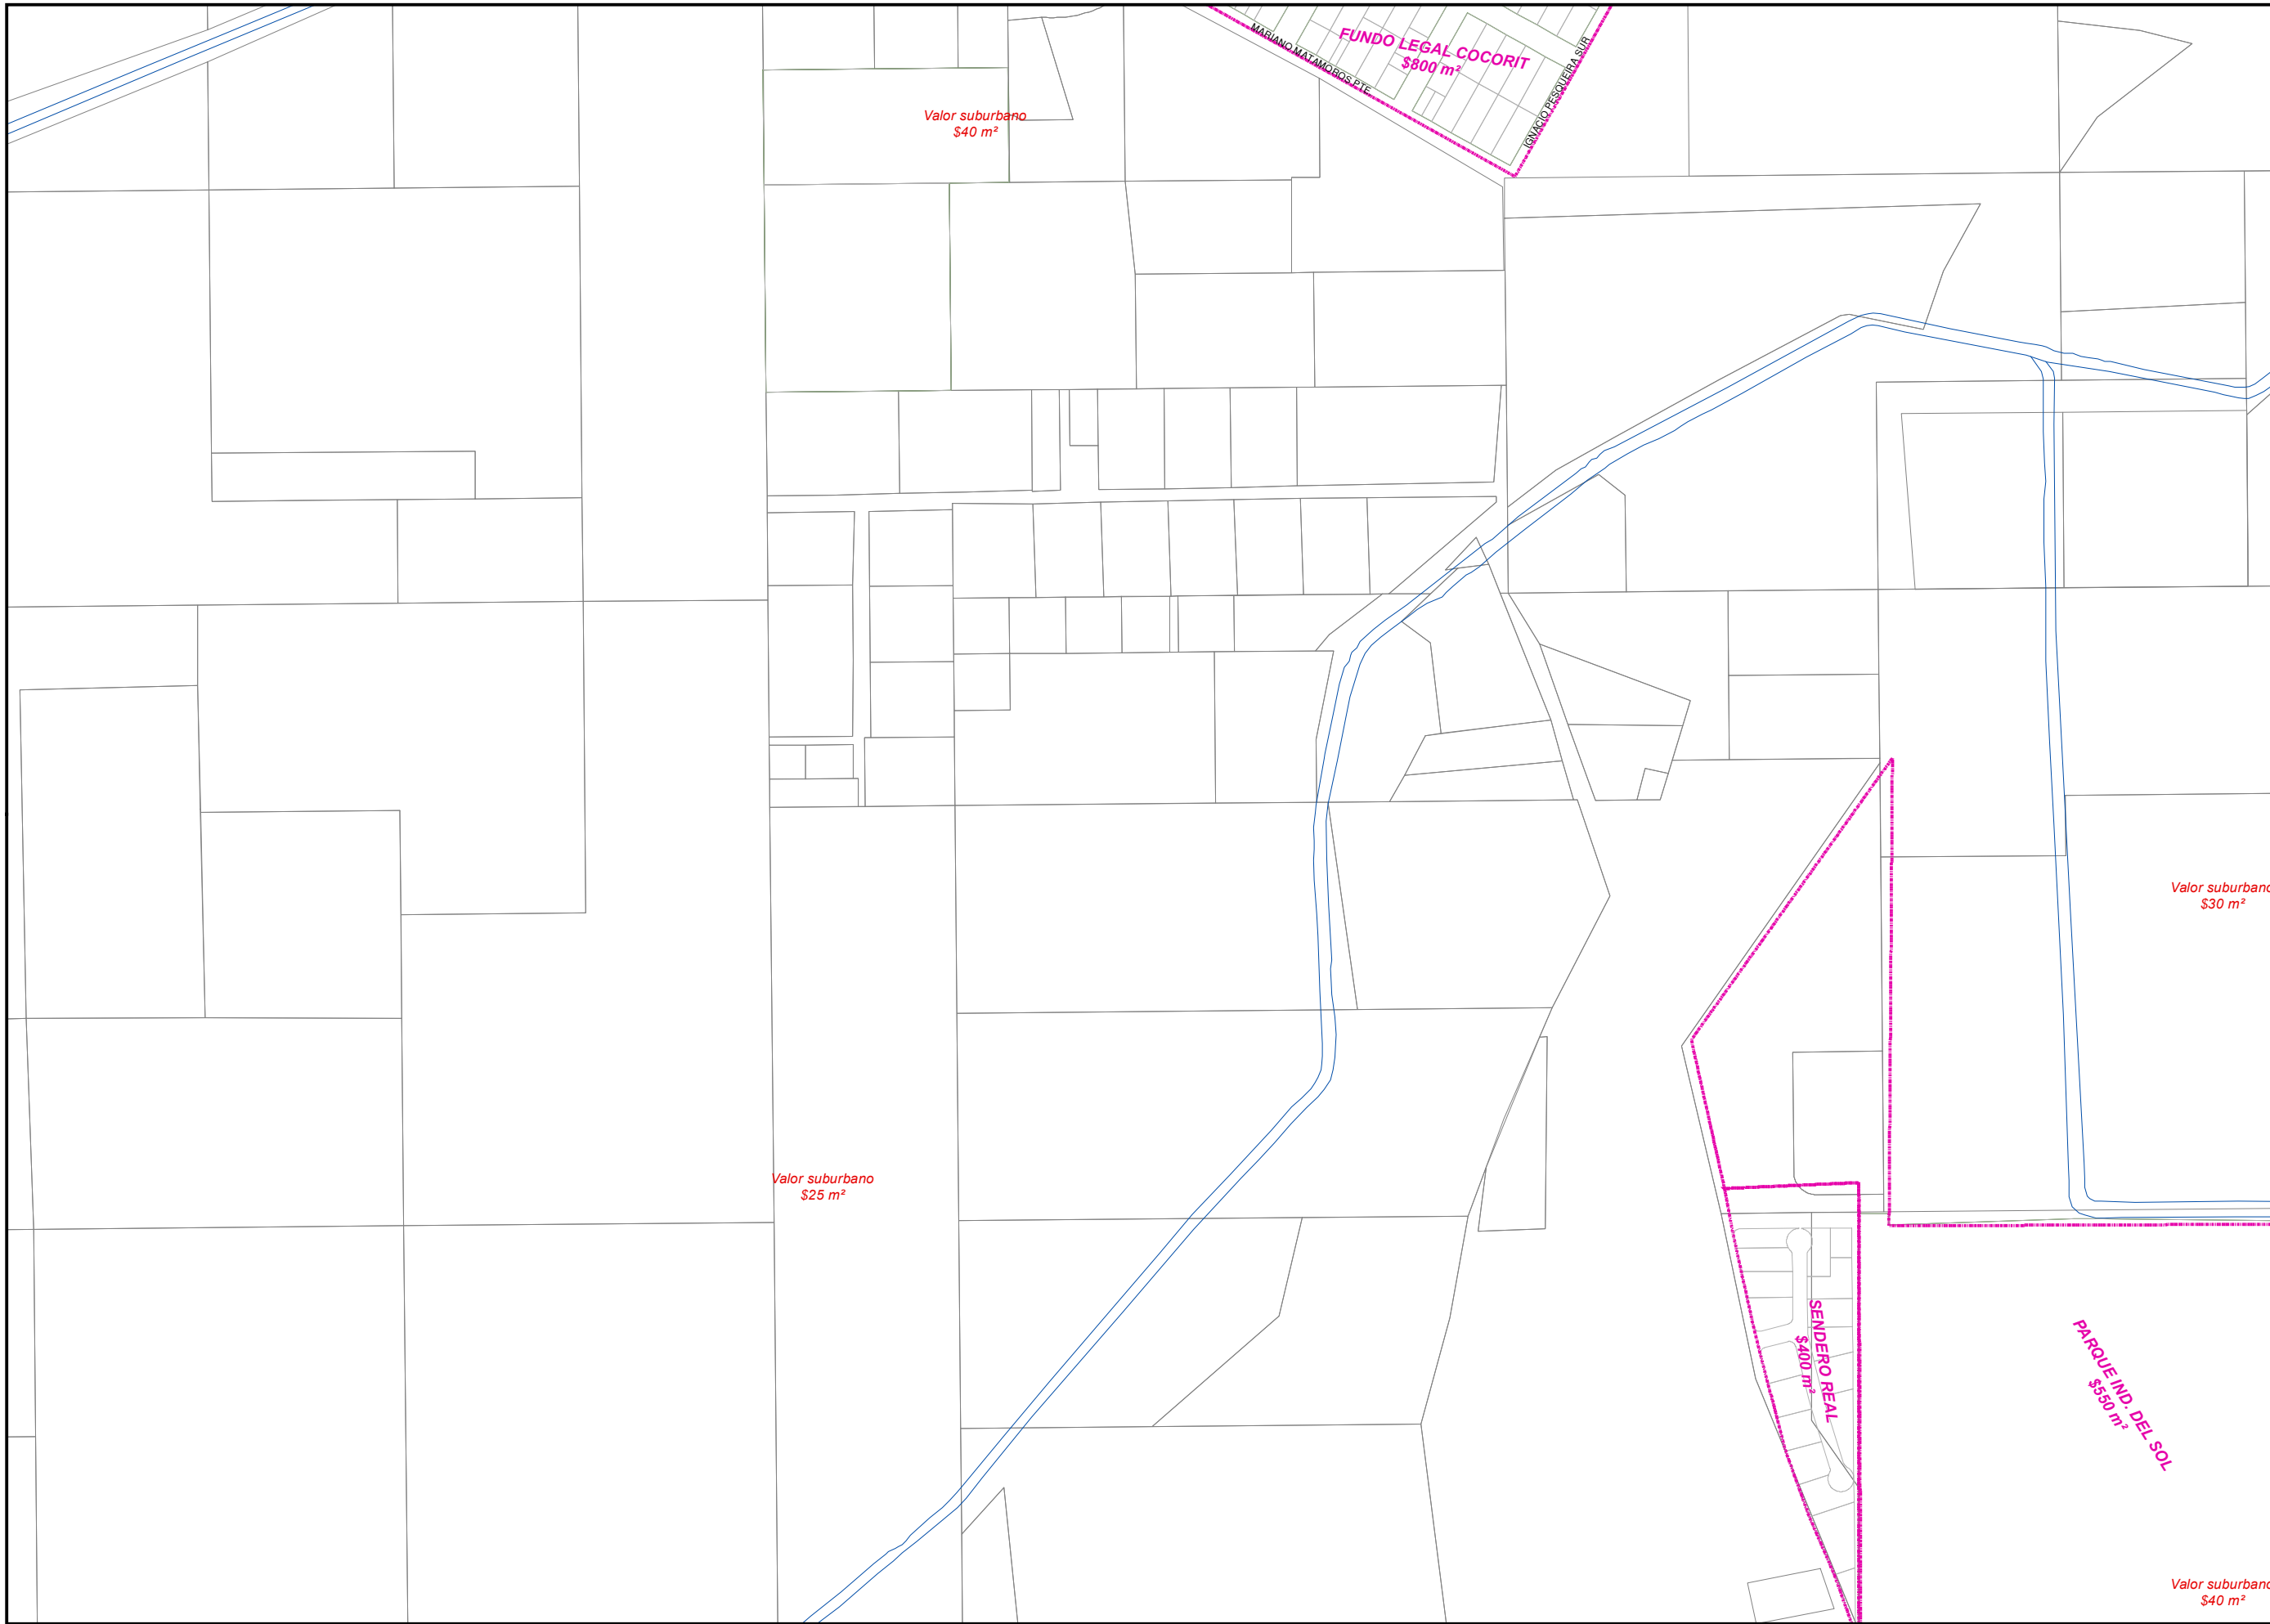 FUNDO LEGAL COCORIT
$800 m²
MARIANO MATAMOROS PTE
IGNACIO PESQUEIRA SUR
Valor suburbano
$40 m²
Valor suburbano
$30 m²
Valor suburbano
$25 m²
SENDERO REAL
$400 m²
PARQUE IND. DEL SOL
$550 m²
Valor suburbano
$40 m²